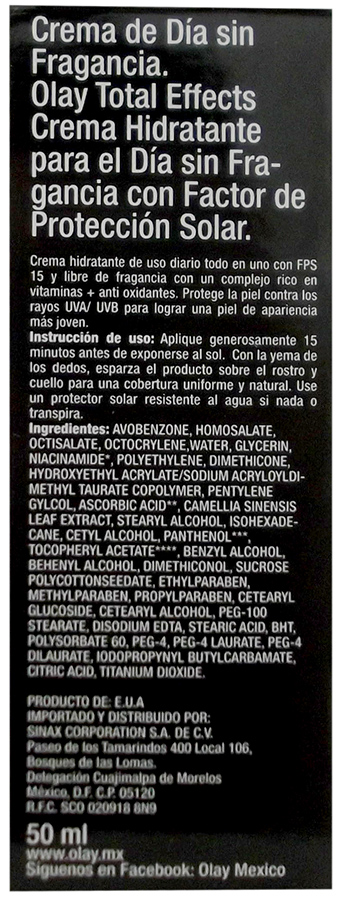 Crema de Día sin
Fragancia.
Olay Total Effects
Crema Hidratante
para el Día sin Fra-
gancia con Factor de
Protección Solar.
Crema hidratante de uso diario todo en uno con FPS
15 y libre de fragancia con un complejo rico en
vitaminas + anti oxidantes. Protege la piel contra los
rayos UVA/ UVB para lograr una piel de apariencia
más joven.
Instrucción de uso: Aplique generosamente 15
minutos antes de exponerse al sol. Con la yema de
los dedos, esparza el producto sobre el rostro y
cuello para una cobertura uniforme y natural. Use
un protector solar resistente al agua si nada o
transpira.
Ingredientes: AVOBENZONE, HOMOSALATE,
OCTISALATE, OCTOCRYLENE,WATER, GLYCERIN,
NIACINAMIDE*, POLYETHYLENE, DIMETHICONE,
HYDROXYETHYL ACRYLATE/SODIUM ACRYLOYLDI-
METHYL TAURATE COPOLYMER, PENTYLENE
GYLCOL, ASCORBIC ACID**, CAMELLIA SINENSIS
LEAF EXTRACT, STEARYL ALCOHOL, ISOHEXADE-
CANE, CETYL ALCOHOL, PANTHENOL***,
TOCOPHERYL ACETATE****, BENZYL ALCOHOL,
BEHENYL ALCOHOL, DIMETHICONOL, SUCROSE
POLYCOTTONSEEDATE, ETHYLPARABEN,
METHYLPARABEN, PROPYLPARABEN, CETEARYL
GLUCOSIDE, CETEARYL ALCOHOL, PEG-100
STEARATE, DISODIUM EDTA, STEARIC ACID, BHT,
POLYSORBATE 60, PEG-4, PEG-4 LAURATE, PEG-4
DILAURATE, IODOPROPYNYL BUTYLCARBAMATE,
CITRIC ACID, TITANIUM DIOXIDE.
PRODUCTO DE: E.U.A
IMPORTADO Y DISTRIBUIDO POR:
SINAX CORPORATION S.A. DE C.V.
Paseo de los Tamarindos 400 Local 106,
Bosques de las Lomas.
Delegación Cuajimalpa de Morelos
México, D.F. C.P. 05120
R.F.C. SCO 020918 8N9
50 ml
www.olay.mx
Siguenos en Facebook: Olay Mexico